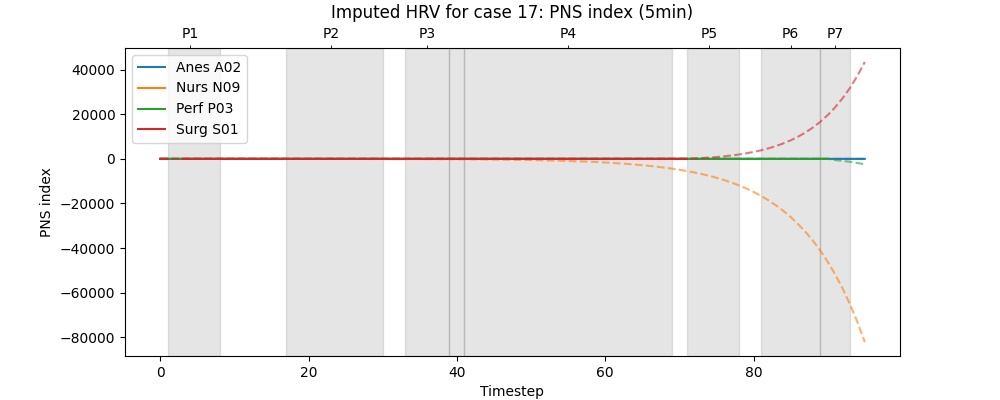 Imputed HRV for case 17: PNS index (5min)
P1 P2 P3 P4 P5 P6 P7
Anes A02
Nurs N09
Perf P03
Surg S01
PNS index
40000
20000
0
−20000
−40000
−60000
−80000
0 20 40 60 80
Timestep